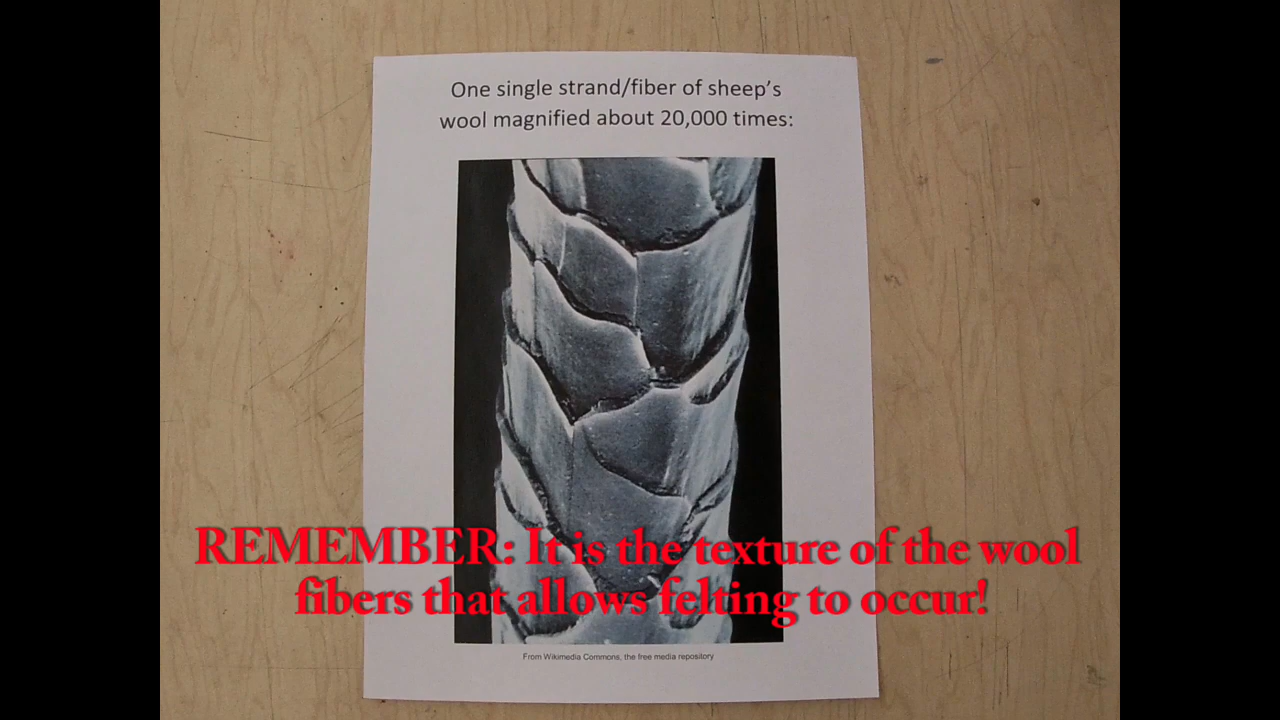 One single strand/fiber of sheep's
wool magnified about 20,000 times:
REMEMBER: It is the texture of the wool
fibers that allows felting to occur!
From Wikimedia Commons, the free media repository